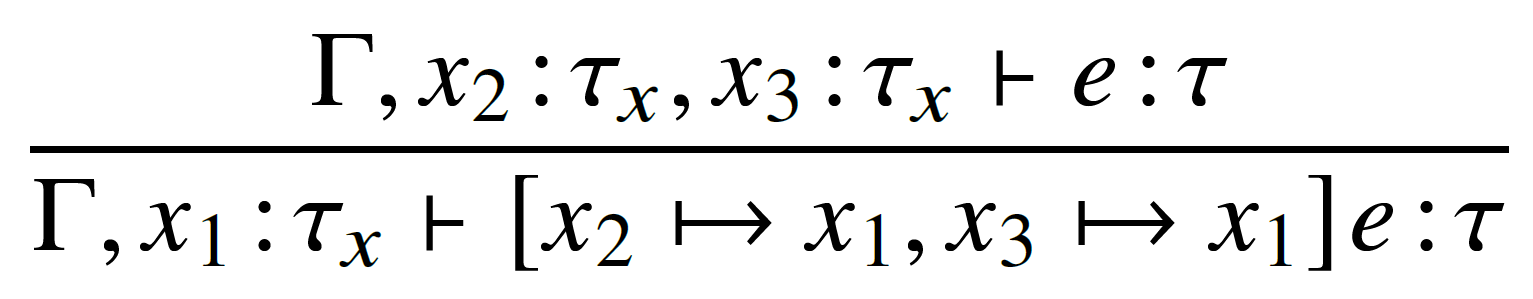 Γ, x₂ : τₓ, x₃ : τₓ ⊢ e : τ
Γ, x₁ : τₓ ⊢ [x₂ ↦ x₁, x₃ ↦ x₁]e : τ